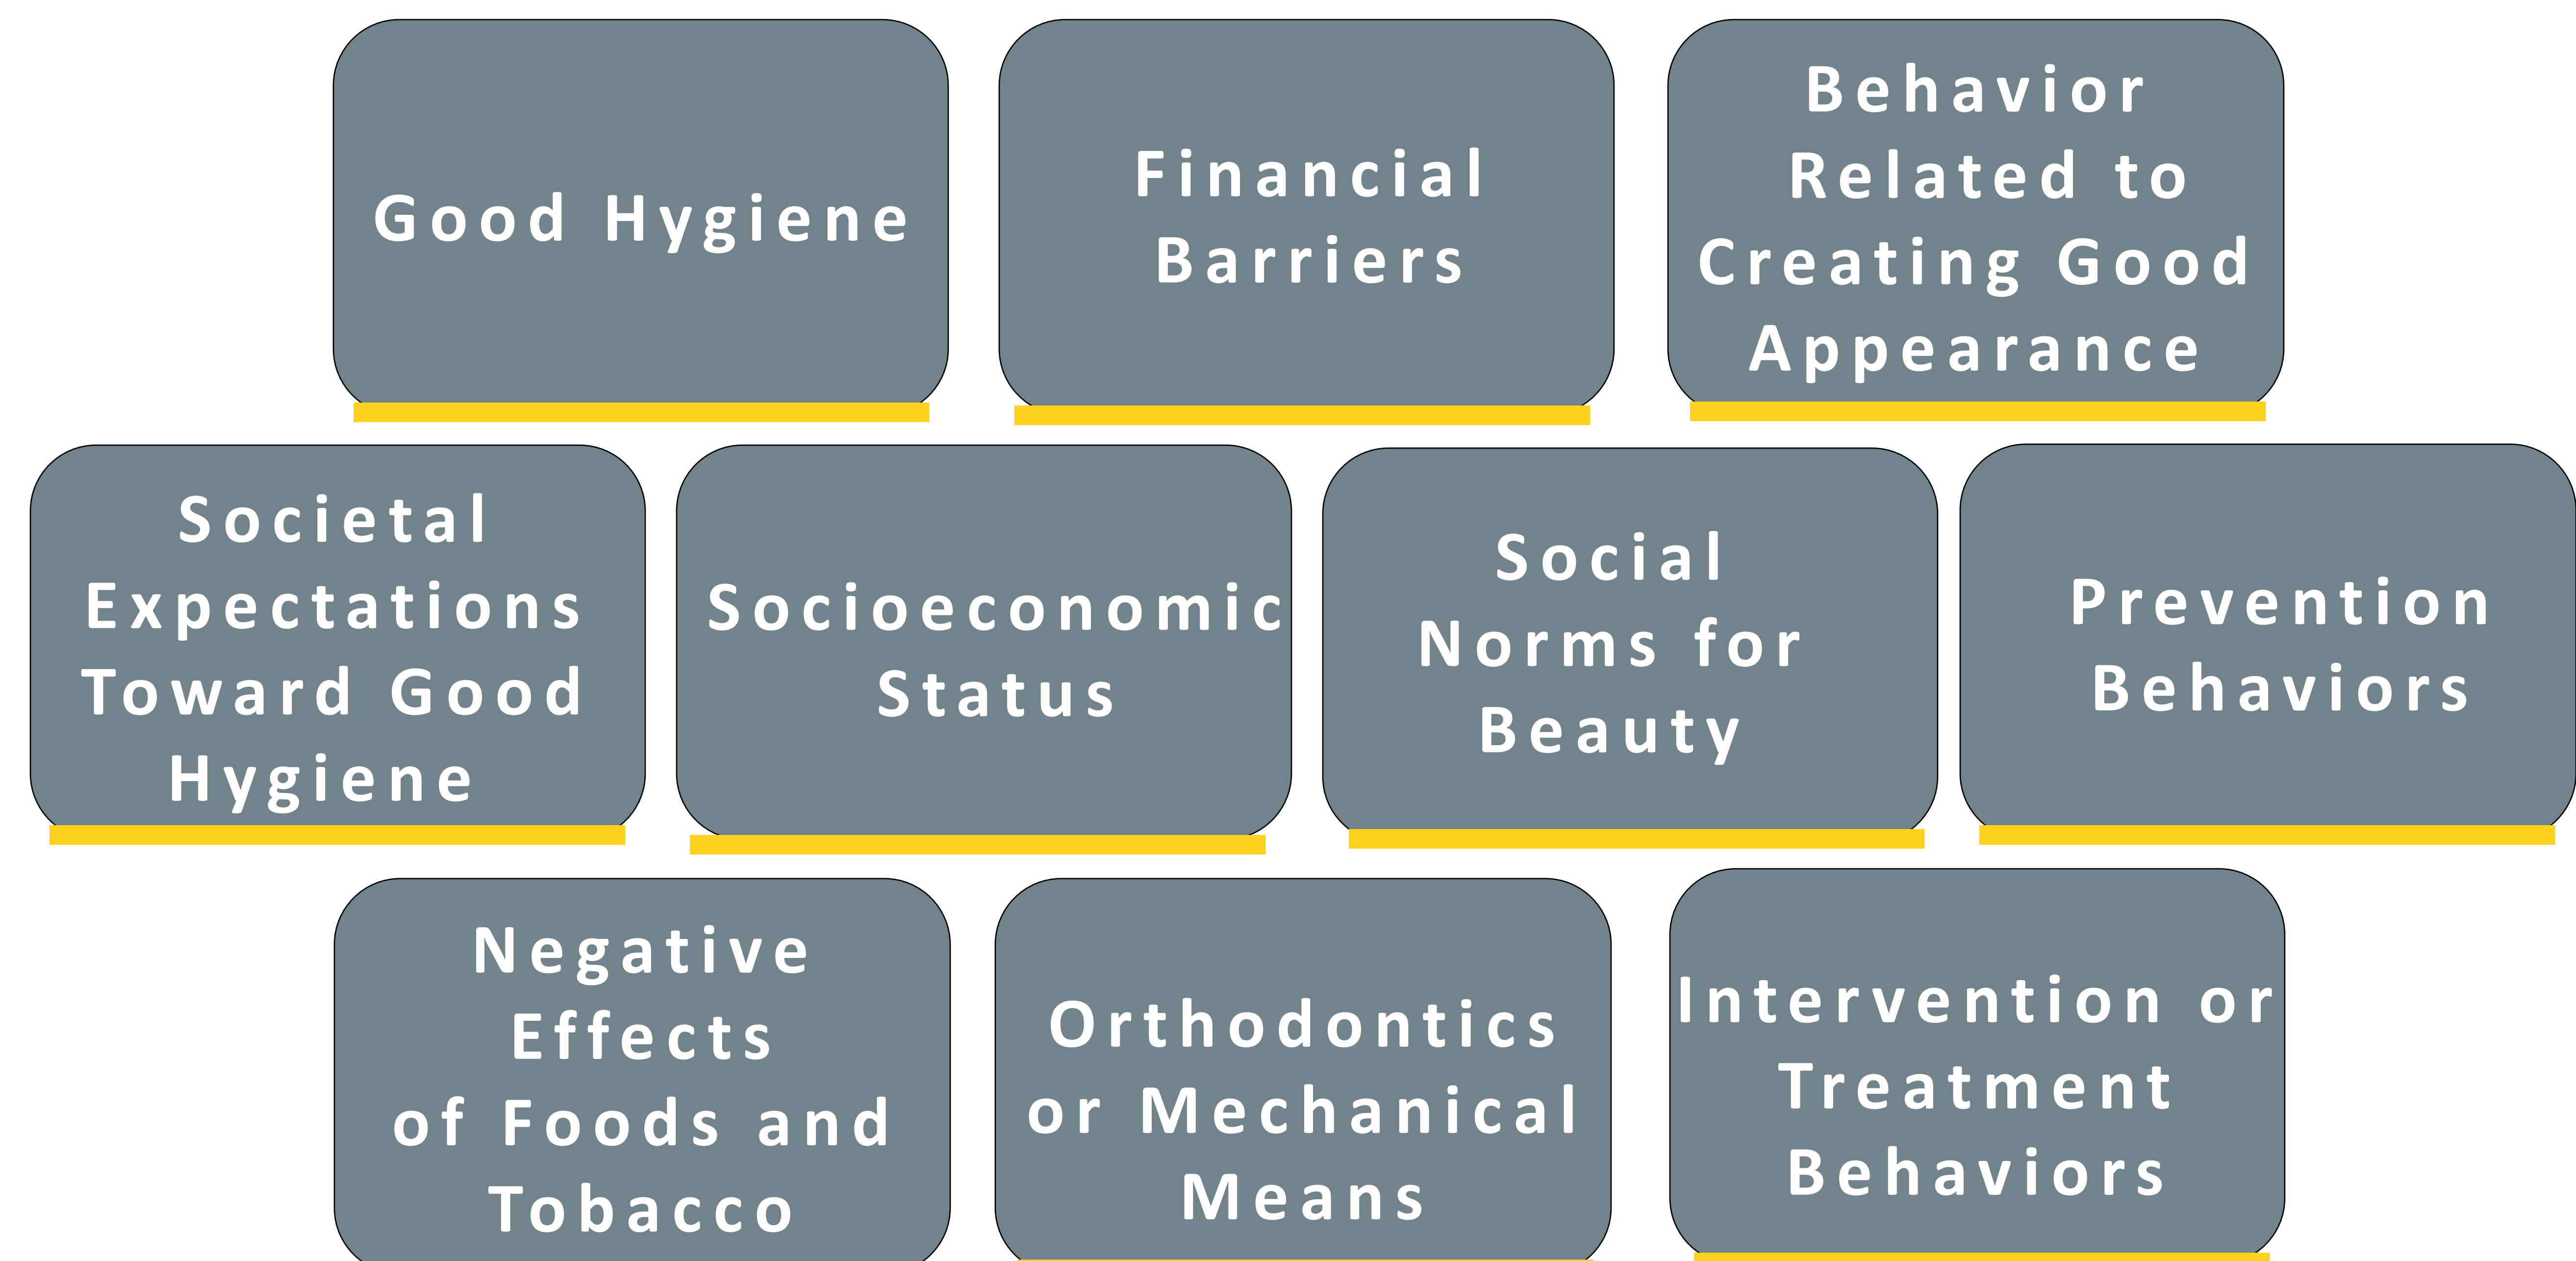 Good Hygiene
Financial
Barriers
Behavior
Related to
Creating Good
Appearance
Societal
Expectations
Toward Good
Hygiene
Socioeconomic
Status
Social
Norms for
Beauty
Prevention
Behaviors
Negative
Effects
of Foods and
Tobacco
Orthodontics
or Mechanical
Means
Intervention or
Treatment
Behaviors